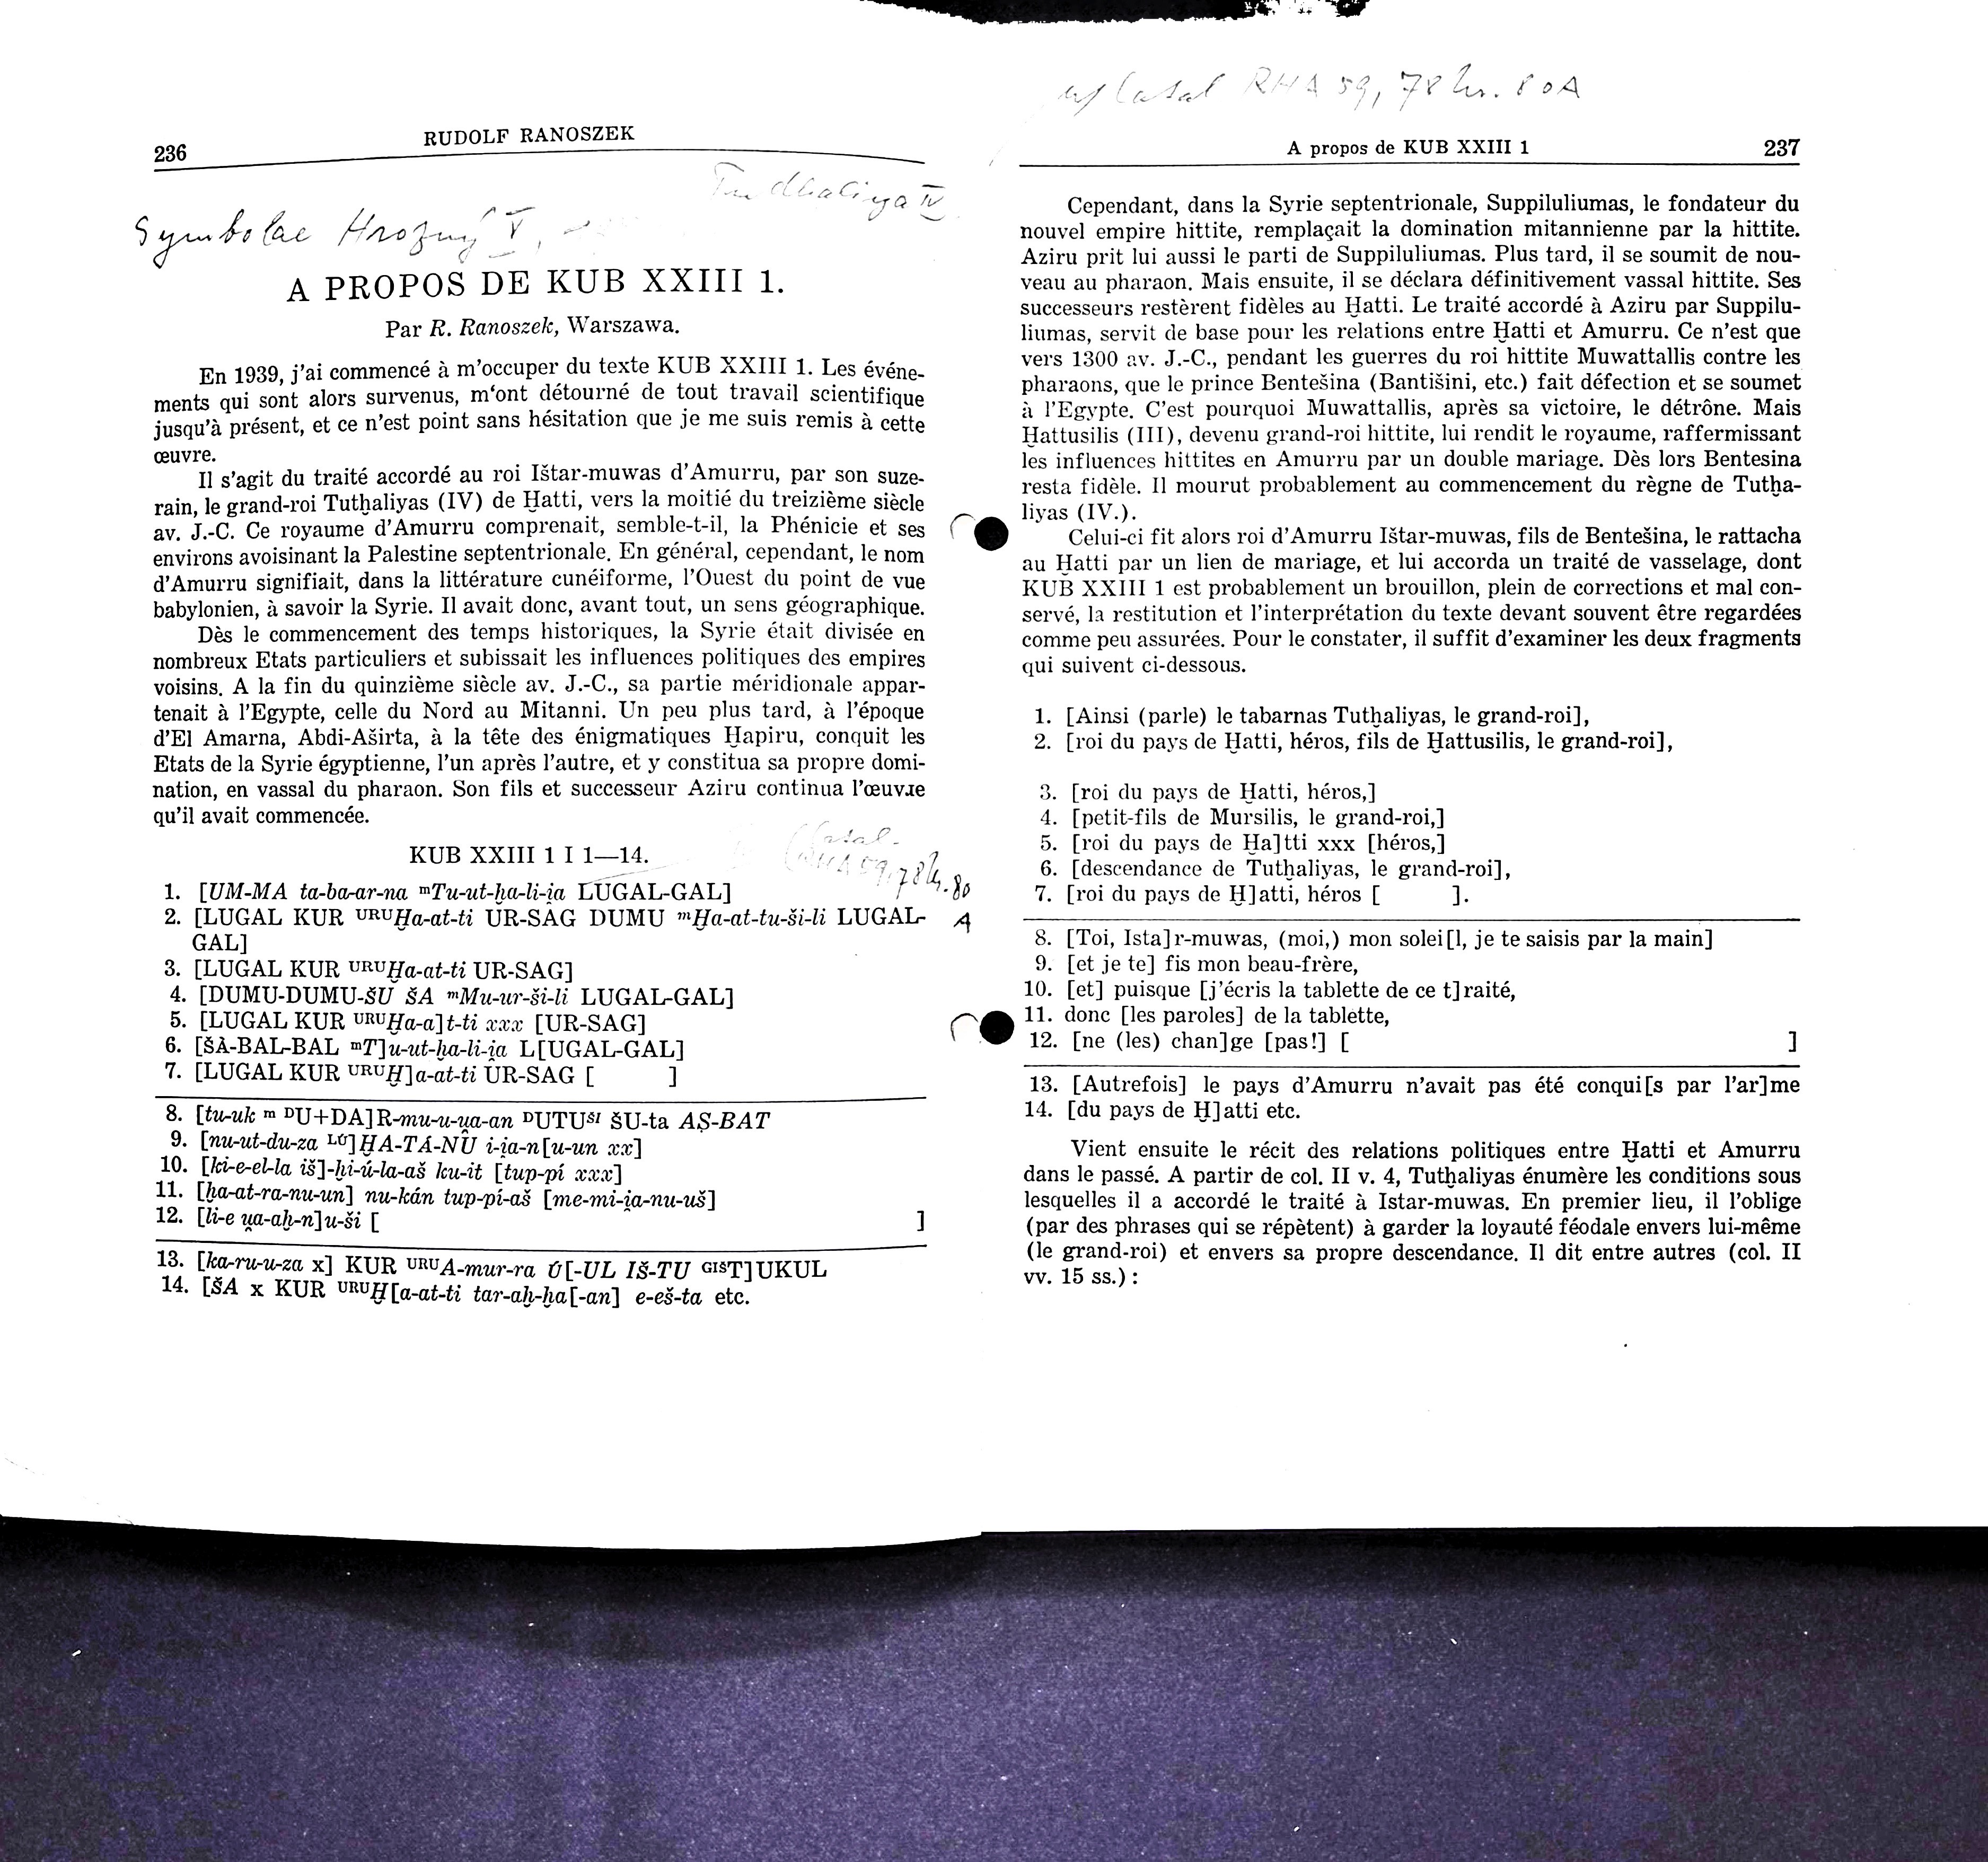 236
RUDOLF RANOSZEK
Tudhaliya IV
Symbolae Hrozný V,
A PROPOS DE KUB XXIII 1.
Par R. Ranoszek, Warszawa.
En 1939, j'ai commencé à m'occuper du texte KUB XXIII 1. Les événe-
ments qui sont alors survenus, m‘ont détourné de tout travail scientifique
jusqu'à présent, et ce n'est point sans hésitation que je me suis remis à cette
œuvre.
Il s'agit du traité accordé au roi Ištar-muwas d'Amurru, par son suze-
rain, le grand-roi Tutḫaliyas (IV) de Ḫatti, vers la moitié du treizième siècle
av. J.-C. Ce royaume d'Amurru comprenait, semble-t-il, la Phénicie et ses
environs avoisinant la Palestine septentrionale. En général, cependant, le nom
d'Amurru signifiait, dans la littérature cunéiforme, l'Ouest du point de vue
babylonien, à savoir la Syrie. Il avait donc, avant tout, un sens géographique.
Dès le commencement des temps historiques, la Syrie était divisée en
nombreux Etats particuliers et subissait les influences politiques des empires
voisins. A la fin du quinzième siècle av. J.-C., sa partie méridionale appar-
tenait à l'Egypte, celle du Nord au Mitanni. Un peu plus tard, à l'époque
d'El Amarna, Abdi-Aširta, à la tête des énigmatiques Ḫapiru, conquit les
Etats de la Syrie égyptienne, l'un après l'autre, et y constitua sa propre domi-
nation, en vassal du pharaon. Son fils et successeur Aziru continua l'œuvre
qu'il avait commencée.
KUB XXIII 1 I 1—14.
RHA 59, 78 hr. 80
A
1. [UM-MA ta-ba-ar-na ᵐTu-ut-ḫa-li-i̯a LUGAL-GAL]
2. [LUGAL KUR ᵁᴿᵁḪa-at-ti UR-SAG DUMU ᵐḪa-at-tu-ši-li LUGAL-
GAL]
3. [LUGAL KUR ᵁᴿᵁḪa-at-ti UR-SAG]
4. [DUMU-DUMU-ŠU ŠA ᵐMu-ur-ši-li LUGAL-GAL]
5. [LUGAL KUR ᵁᴿᵁḪa-a]t-ti xxx [UR-SAG]
6. [ŠÀ-BAL-BAL ᵐT]u-ut-ḫa-li-i̯a L[UGAL-GAL]
7. [LUGAL KUR ᵁᴿᵁḪ]a-at-ti UR-SAG [ ]
8. [tu-uk ᵐ ᴰU+DA]R-mu-u-u̯a-an ᴰUTUˢᴵ ŠU-ta AṢ-BAT
9. [nu-ut-du-za ᴸᵁ́]ḪA-TÁ-NU i-i̯a-n[u-un xx]
10. [ki-e-el-la iš]-ḫi-ú-la-aš ku-it [tup-pí xxx]
11. [ḫa-at-ra-nu-un] nu-kán tup-pí-aš [me-mi-i̯a-nu-uš]
12. [li-e u̯a-aḫ-n]u-ši [ ]
13. [ka-ru-u-za x] KUR ᵁᴿᵁA-mur-ra Ú[-UL IŠ-TU ᴳᴵˢT]UKUL
14. [ŠA x KUR ᵁᴿᵁḪ[a-at-ti tar-aḫ-ḫa[-an] e-eš-ta etc.
RHA 59, 78 hr. 80A
A propos de KUB XXIII 1
237
Cependant, dans la Syrie septentrionale, Suppiluliumas, le fondateur du
nouvel empire hittite, remplaçait la domination mitannienne par la hittite.
Aziru prit lui aussi le parti de Suppiluliumas. Plus tard, il se soumit de nou-
veau au pharaon. Mais ensuite, il se déclara définitivement vassal hittite. Ses
successeurs restèrent fidèles au Ḫatti. Le traité accordé à Aziru par Suppilu-
liumas, servit de base pour les relations entre Ḫatti et Amurru. Ce n'est que
vers 1300 av. J.-C., pendant les guerres du roi hittite Muwattallis contre les
pharaons, que le prince Bentešina (Bantišini, etc.) fait défection et se soumet
à l'Egypte. C'est pourquoi Muwattallis, après sa victoire, le détrône. Mais
Ḫattusilis (III), devenu grand-roi hittite, lui rendit le royaume, raffermissant
les influences hittites en Amurru par un double mariage. Dès lors Bentesina
resta fidèle. Il mourut probablement au commencement du règne de Tutḫa-
liyas (IV.).
Celui-ci fit alors roi d'Amurru Ištar-muwas, fils de Bentešina, le rattacha
au Ḫatti par un lien de mariage, et lui accorda un traité de vasselage, dont
KUB XXIII 1 est probablement un brouillon, plein de corrections et mal con-
servé, la restitution et l'interprétation du texte devant souvent être regardées
comme peu assurées. Pour le constater, il suffit d'examiner les deux fragments
qui suivent ci-dessous.
1. [Ainsi (parle) le tabarnas Tutḫaliyas, le grand-roi],
2. [roi du pays de Ḫatti, héros, fils de Ḫattusilis, le grand-roi],
3. [roi du pays de Ḫatti, héros,]
4. [petit-fils de Mursilis, le grand-roi,]
5. [roi du pays de Ḫa]tti xxx [héros,]
6. [descendance de Tutḫaliyas, le grand-roi],
7. [roi du pays de Ḫ]atti, héros [ ].
8. [Toi, Ista]r-muwas, (moi,) mon solei[l, je te saisis par la main]
9. [et je te] fis mon beau-frère,
10. [et] puisque [j'écris la tablette de ce t]raité,
11. donc [les paroles] de la tablette,
12. [ne (les) chan]ge [pas!] [ ]
13. [Autrefois] le pays d'Amurru n'avait pas été conqui[s par l'ar]me
14. [du pays de Ḫ]atti etc.
Vient ensuite le récit des relations politiques entre Ḫatti et Amurru
dans le passé. A partir de col. II v. 4, Tutḫaliyas énumère les conditions sous
lesquelles il a accordé le traité à Istar-muwas. En premier lieu, il l'oblige
(par des phrases qui se répètent) à garder la loyauté féodale envers lui-même
(le grand-roi) et envers sa propre descendance. Il dit entre autres (col. II
vv. 15 ss.) :